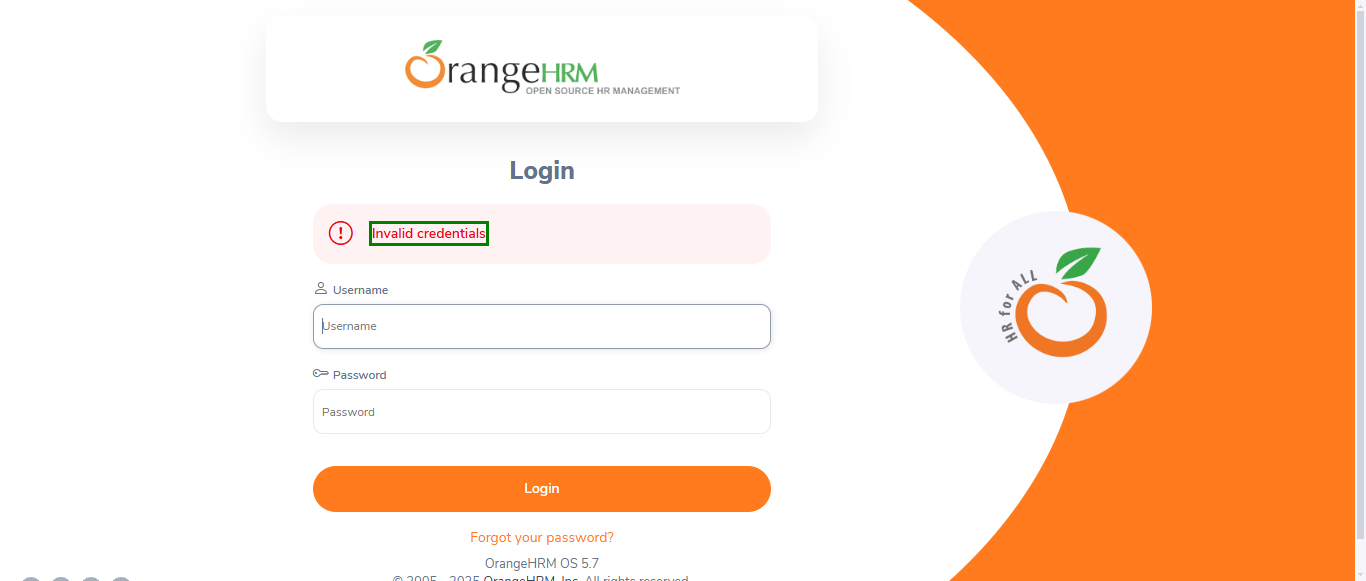 OrangeHRM
OPEN SOURCE HR MANAGEMENT
Login
Invalid credentials
Username
Username
Password
Password
Login
Forgot your password?
OrangeHRM OS 5.7
© 2005 - 2025 OrangeHRM, Inc. All rights reserved.
HR for ALL